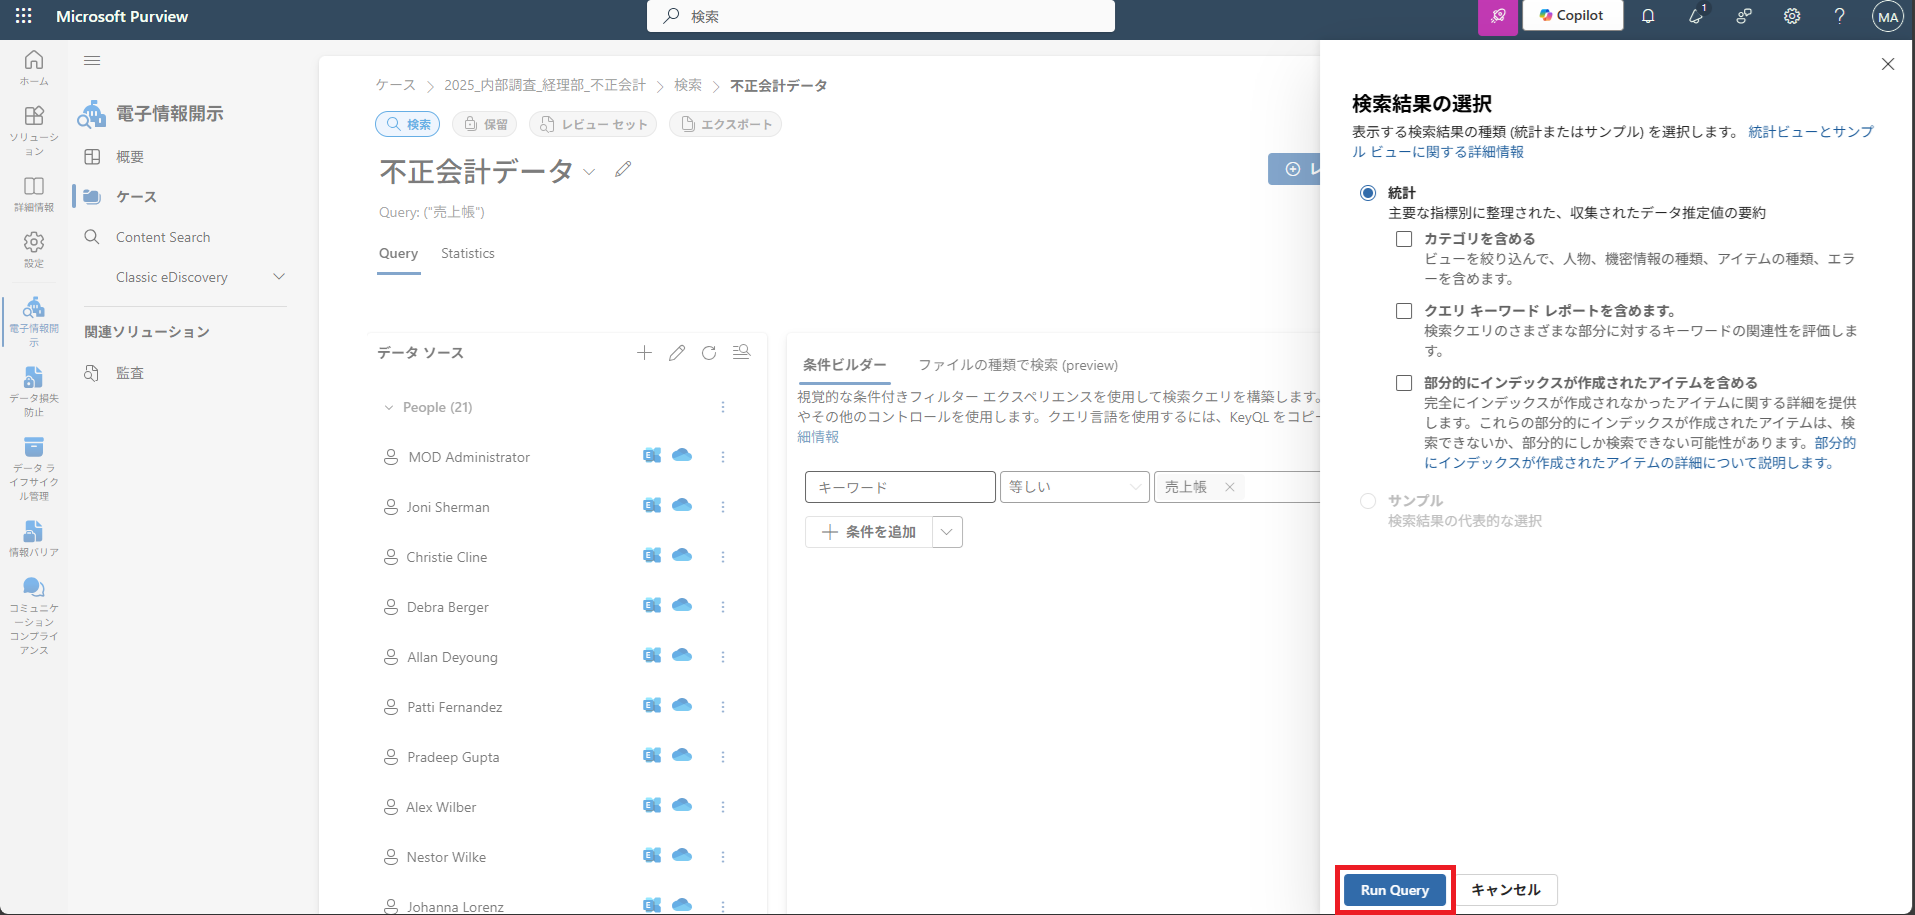 Microsoft Purview
検索
Copilot
1
MA
ホーム
ソリューシ
ョン
詳細情報
設定
電子情報開
示
データ損失
防止
データ ラ
イフサイク
ル管理
情報バリア
コミュニケ
ーション
コンプライ
アンス
電子情報開示
概要
ケース
Content Search
Classic eDiscovery
関連ソリューション
監査
ケース
2025_内部調査_経理部_不正会計
検索
不正会計データ
検索
保留
レビュー セット
エクスポート
不正会計データ
レ
Query: ("売上帳")
Query
Statistics
データ ソース
People (21)
MOD Administrator
Joni Sherman
Christie Cline
Debra Berger
Allan Deyoung
Patti Fernandez
Pradeep Gupta
Alex Wilber
Nestor Wilke
Johanna Lorenz
条件ビルダー
ファイルの種類で検索 (preview)
視覚的な条件付きフィルター エクスペリエンスを使用して検索クエリを構築します。
やその他のコントロールを使用します。クエリ言語を使用するには、KeyQL をコピー
細情報
キーワード
等しい
売上帳
条件を追加
検索結果の選択
表示する検索結果の種類 (統計またはサンプル) を選択します。 統計ビューとサンプ
ル ビューに関する詳細情報
統計
主要な指標別に整理された、収集されたデータ推定値の要約
カテゴリを含める
ビューを絞り込んで、人物、機密情報の種類、アイテムの種類、エラ
ーを含めます。
クエリ キーワード レポートを含めます。
検索クエリのさまざまな部分に対するキーワードの関連性を評価しま
す。
部分的にインデックスが作成されたアイテムを含める
完全にインデックスが作成されなかったアイテムに関する詳細を提供
します。これらの部分的にインデックスが作成されたアイテムは、検
索できないか、部分的にしか検索できない可能性があります。部分的
にインデックスが作成されたアイテムの詳細について説明します。
サンプル
検索結果の代表的な選択
Run Query
キャンセル